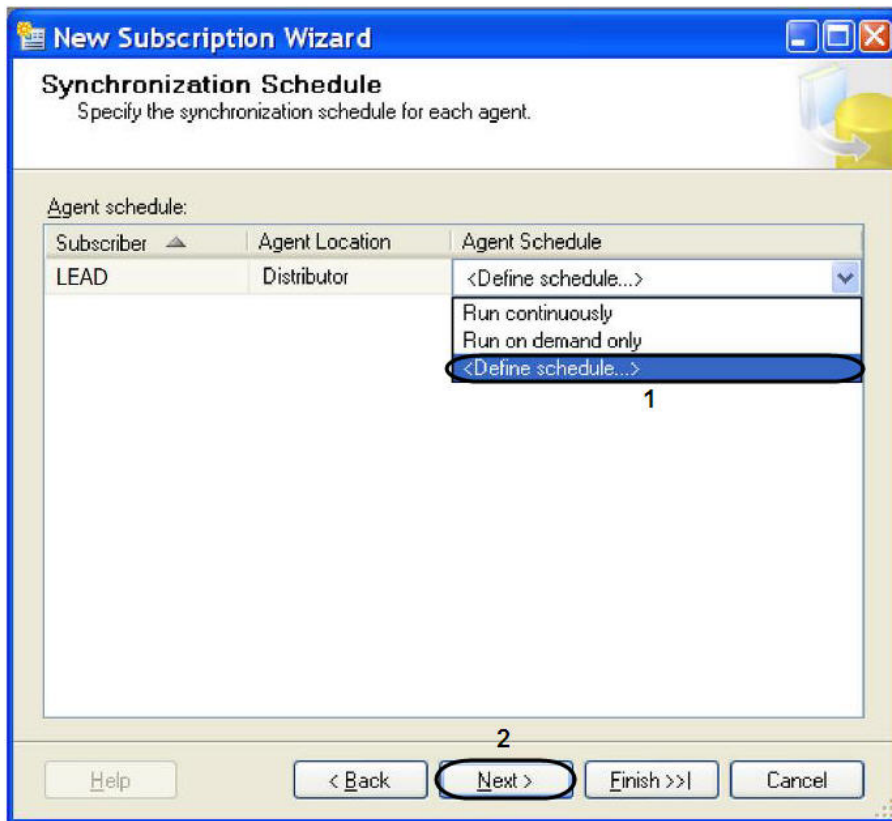 New Subscription Wizard
Synchronization Schedule
Specify the synchronization schedule for each agent.
Agent schedule:
Subscriber Agent Location Agent Schedule
LEAD Distributor <Define schedule...>
Run continuously
Run on demand only
<Define schedule...>
1
2
Help < Back Next > Finish >>| Cancel